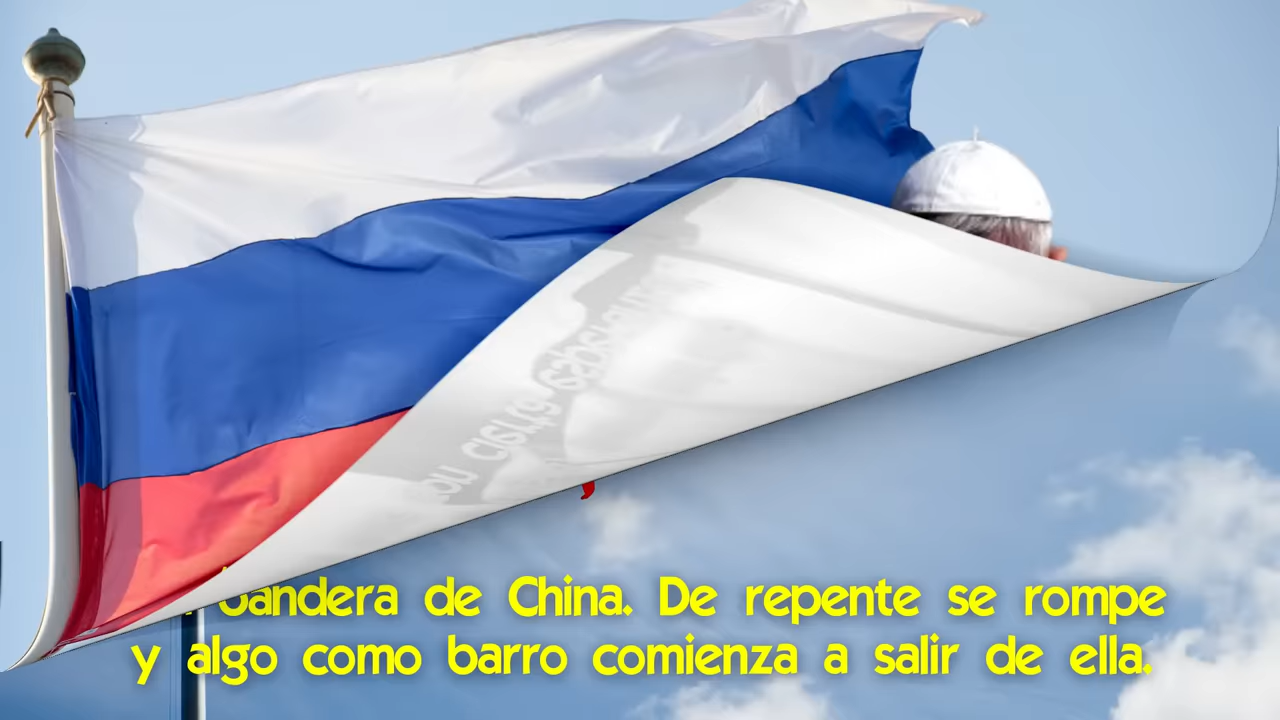 bandera de China. De repente se rompe
y algo como barro comienza a salir de ella.